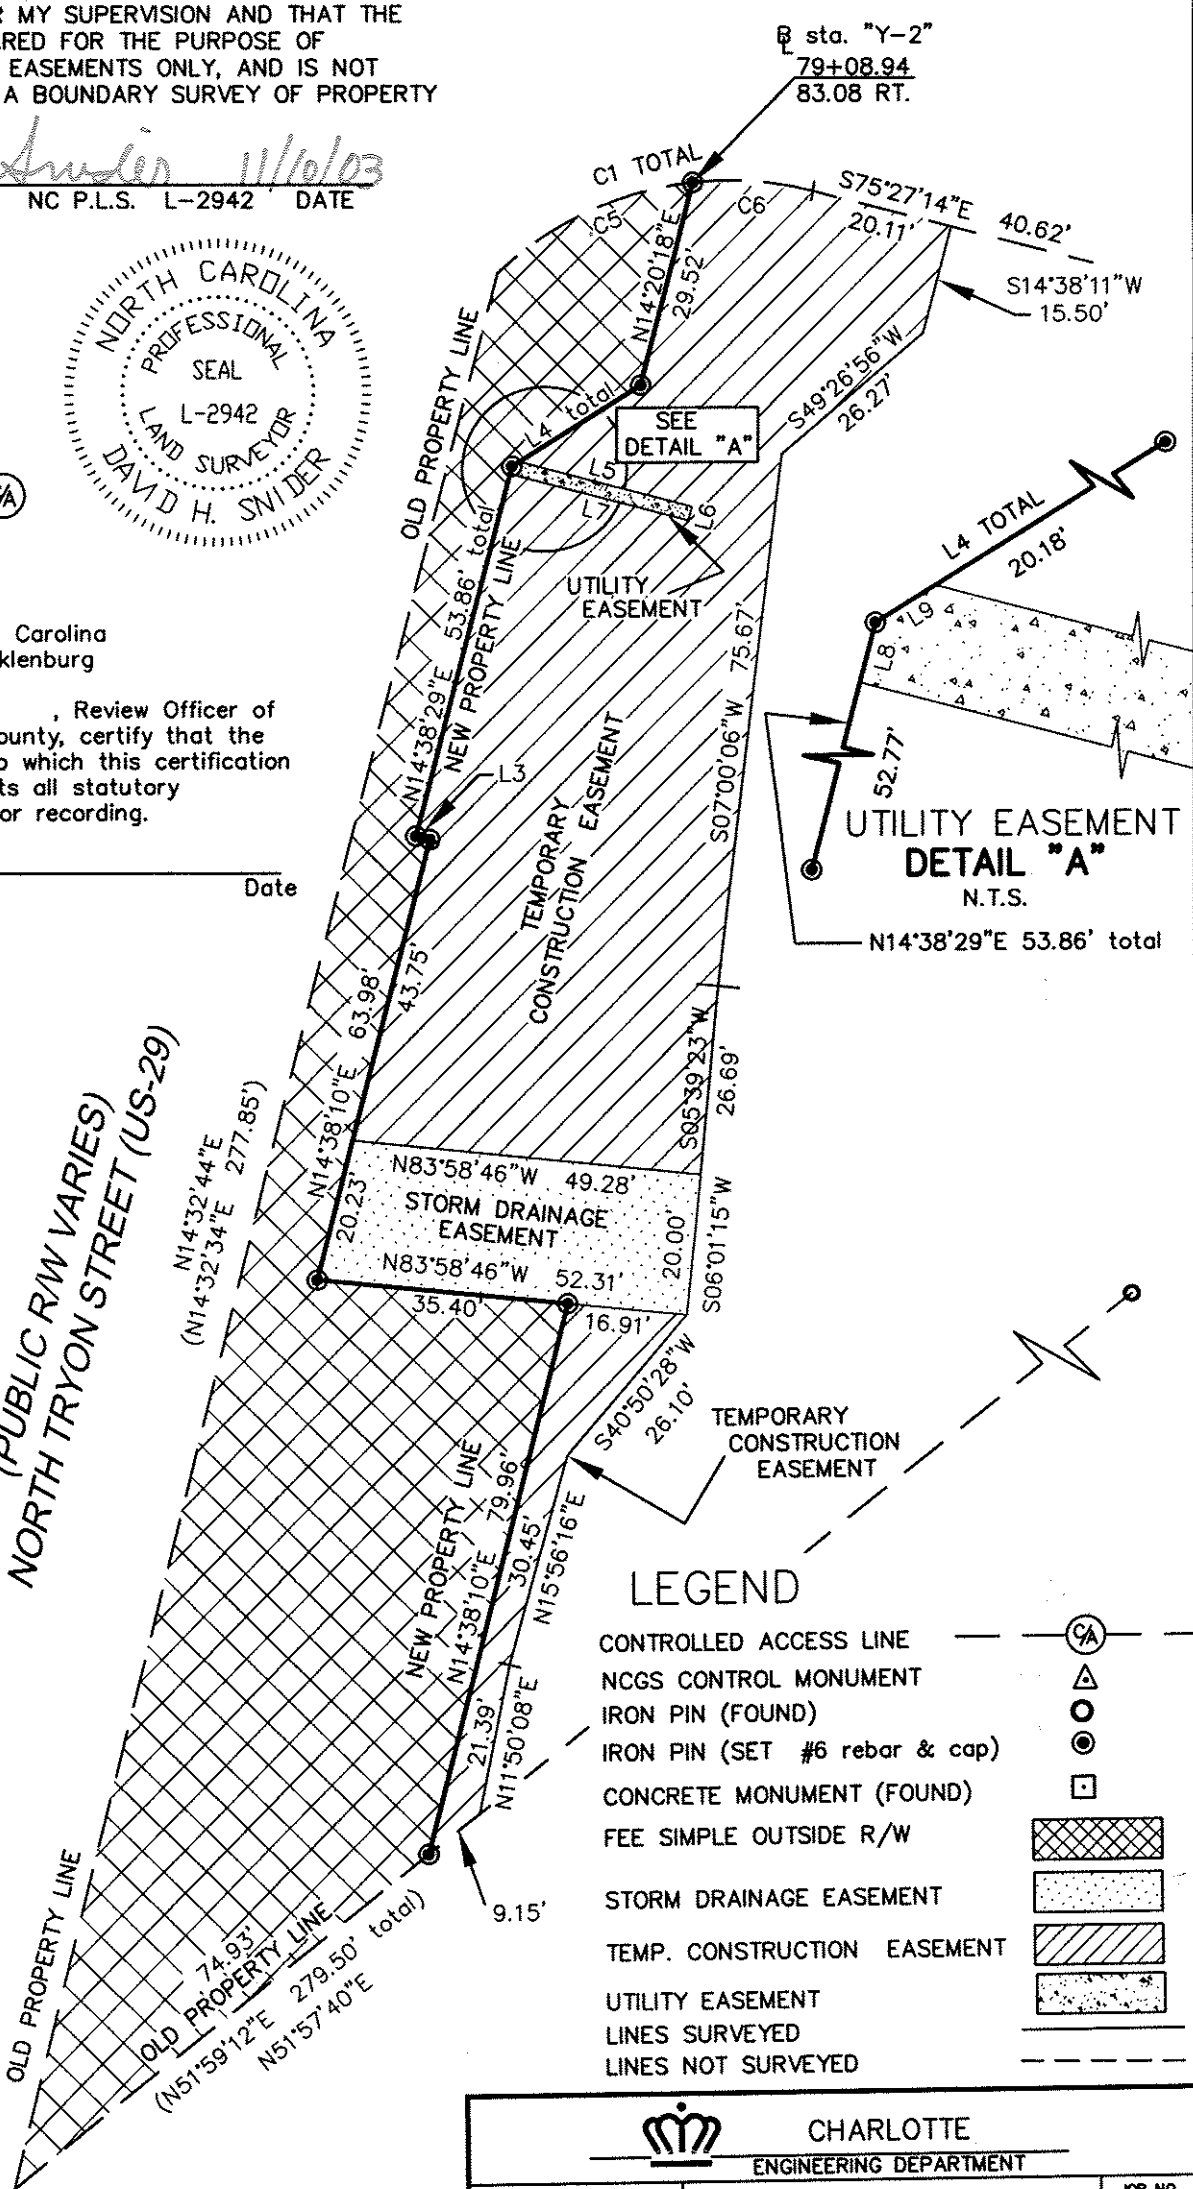 MY SUPERVISION AND THAT THE
RED FOR THE PURPOSE OF
EASEMENTS ONLY, AND IS NOT
A BOUNDARY SURVEY OF PROPERTY
Snider 11/10/03
NC P.L.S. L-2942 DATE
NORTH CAROLINA
PROFESSIONAL
SEAL
L-2942
LAND SURVEYOR
DAVID H. SNIDER
sta. "Y-2"
79+08.94
83.08 RT.
C1 TOTAL
C5
C6
S75°27'14"E 40.62'
20.11'
S14°38'11"W
15.50'
N14°20'18"E
29.52'
S49°26'56"W
26.27'
OLD PROPERTY LINE
L4 total
SEE
DETAIL "A"
L5
L7
L6
UTILITY
EASEMENT
N14°38'29"E 53.86' total
NEW PROPERTY LINE
L3
S07°00'06"W 75.67'
TEMPORARY
CONSTRUCTION EASEMENT
L4 TOTAL
20.18'
L9
L8
52.77'
UTILITY EASEMENT
DETAIL "A"
N.T.S.
N14°38'29"E 53.86' total
Carolina
klenburg
, Review Officer of
ounty, certify that the
o which this certification
ts all statutory
or recording.
Date
C/A
(PUBLIC R/W VARIES)
NORTH TRYON STREET (US-29)
N14°32'44"E
(N14°32'34"E 277.85')
N14°38'10"E 63.98'
43.75'
20.23'
S05°39'23"W
26.69'
N83°58'46"W 49.28'
STORM DRAINAGE
EASEMENT
N83°58'46"W 52.31'
35.40'
16.91'
20.00'
S06°01'15"W
S40°50'28"W
26.10'
TEMPORARY
CONSTRUCTION
EASEMENT
NEW PROPERTY LINE
N14°38'10"E 79.96'
30.45'
N15°56'16"E
21.39'
N11°50'08"E
9.15'
OLD PROPERTY LINE
74.93'
OLD PROPERTY LINE
(N51°59'12"E 279.50' total)
N51°57'40"E
LEGEND
CONTROLLED ACCESS LINE C/A
NCGS CONTROL MONUMENT
IRON PIN (FOUND)
IRON PIN (SET #6 rebar & cap)
CONCRETE MONUMENT (FOUND)
FEE SIMPLE OUTSIDE R/W
STORM DRAINAGE EASEMENT
TEMP. CONSTRUCTION EASEMENT
UTILITY EASEMENT
LINES SURVEYED
LINES NOT SURVEYED
CHARLOTTE
ENGINEERING DEPARTMENT
JOB NO.